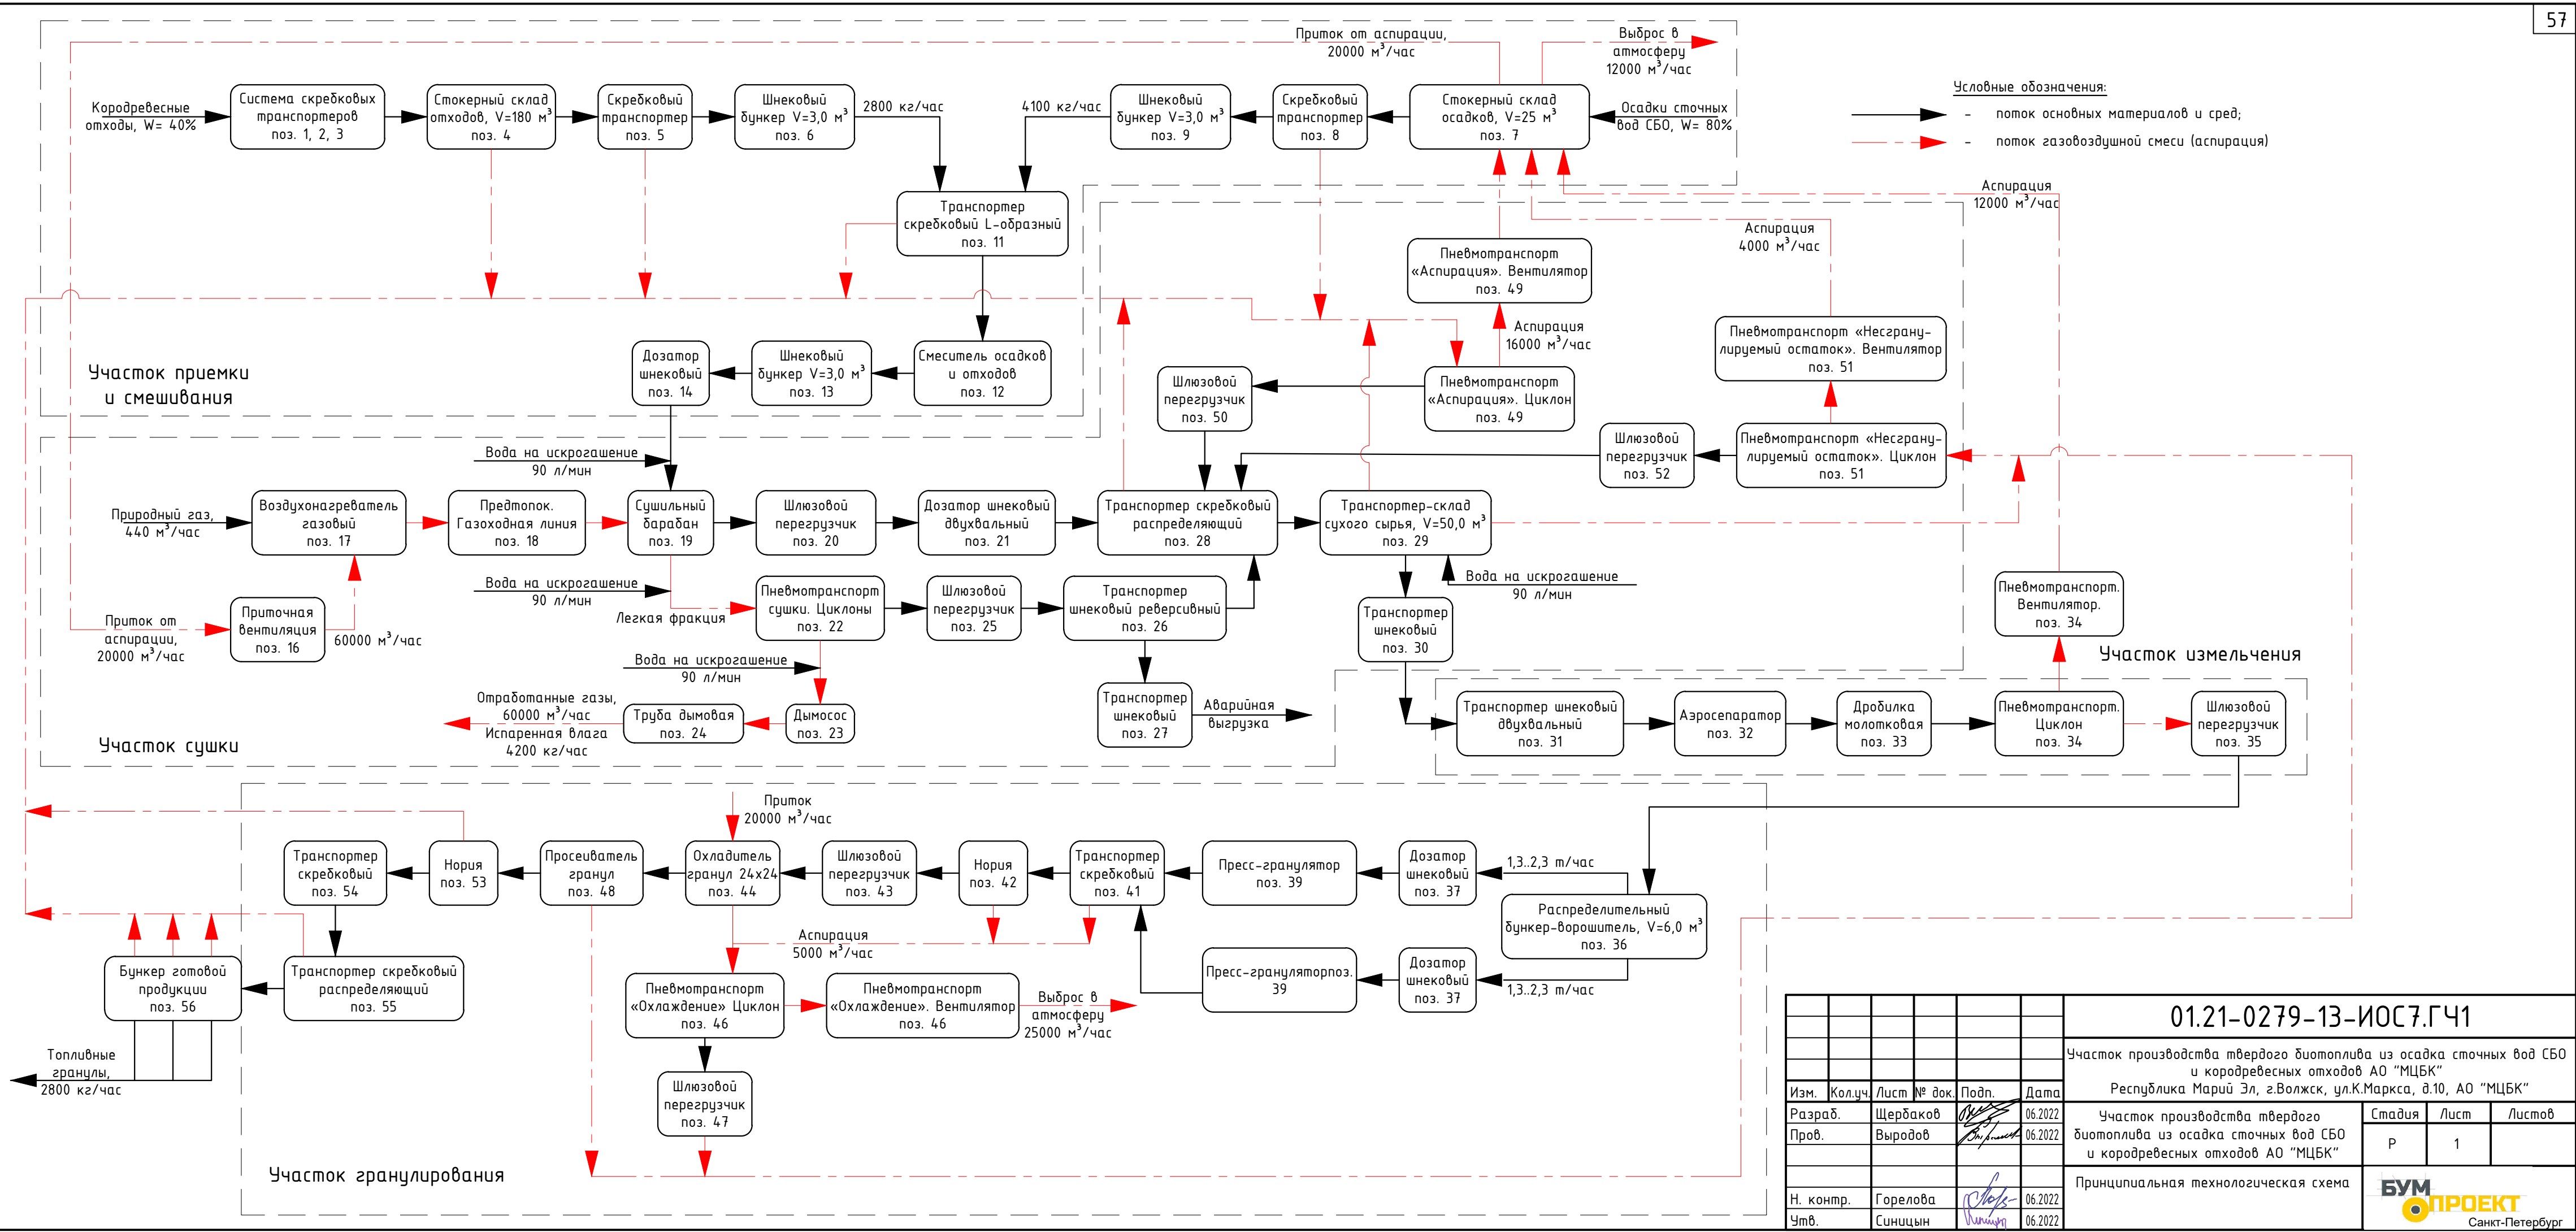 57
Приток от аспирации,
20000 м³/час
Выброс в
атмосферу
12000 м³/час
Кородревесные
отходы, W= 40%
Система скребковых
транспортеров
поз. 1, 2, 3
Стокерный склад
отходов, V=180 м³
поз. 4
Скребковый
транспортер
поз. 5
Шнековый
бункер V=3,0 м³
поз. 6
2800 кг/час
4100 кг/час
Шнековый
бункер V=3,0 м³
поз. 9
Скребковый
транспортер
поз. 8
Стокерный склад
осадков, V=25 м³
поз. 7
Осадки сточных
вод СБО, W= 80%
Условные обозначения:
- поток основных материалов и сред;
- поток газовоздушной смеси (аспирация)
Транспортер
скребковый L-образный
поз. 11
Аспирация
12000 м³/час
Аспирация
4000 м³/час
Пневмотранспорт
«Аспирация». Вентилятор
поз. 49
Аспирация
16000 м³/час
Пневмотранспорт «Несграну-
лируемый остаток». Вентилятор
поз. 51
Участок приемки
и смешивания
Дозатор
шнековый
поз. 14
Шнековый
бункер V=3,0 м³
поз. 13
Смеситель осадков
и отходов
поз. 12
Шлюзовой
перегрузчик
поз. 50
Пневмотранспорт
«Аспирация». Циклон
поз. 49
Шлюзовой
перегрузчик
поз. 52
Пневмотранспорт «Несграну-
лируемый остаток». Циклон
поз. 51
Вода на искрогашение
90 л/мин
Природный газ,
440 м³/час
Воздухонагреватель
газовый
поз. 17
Предтопок.
Газоходная линия
поз. 18
Сушильный
барабан
поз. 19
Шлюзовой
перегрузчик
поз. 20
Дозатор шнековый
двухвальный
поз. 21
Транспортер скребковый
распределяющий
поз. 28
Транспортер-склад
сухого сырья, V=50,0 м³
поз. 29
Вода на искрогашение
90 л/мин
Легкая фракция
Пневмотранспорт
сушки. Циклоны
поз. 22
Шлюзовой
перегрузчик
поз. 25
Транспортер
шнековый реверсивный
поз. 26
Вода на искрогашение
90 л/мин
Транспортер
шнековый
поз. 30
Приток от
аспирации,
20000 м³/час
Приточная
вентиляция
поз. 16
60000 м³/час
Вода на искрогашение
90 л/мин
Пневмотранспорт.
Вентилятор.
поз. 34
Участок измельчения
Отработанные газы,
60000 м³/час
Испаренная влага
4200 кг/час
Труба дымовая
поз. 24
Дымосос
поз. 23
Транспортер
шнековый
поз. 27
Аварийная
выгрузка
Транспортер шнековый
двухвальный
поз. 31
Аэросепаратор
поз. 32
Дробилка
молотковая
поз. 33
Пневмотранспорт.
Циклон
поз. 34
Шлюзовой
перегрузчик
поз. 35
Участок сушки
Приток
20000 м³/час
Транспортер
скребковый
поз. 54
Нория
поз. 53
Просеиватель
гранул
поз. 48
Охладитель
гранул 24х24
поз. 44
Шлюзовой
перегрузчик
поз. 43
Нория
поз. 42
Транспортер
скребковый
поз. 41
Пресс-гранулятор
поз. 39
Дозатор
шнековый
поз. 37
1,3..2,3 т/час
Распределительный
бункер-ворошитель, V=6,0 м³
поз. 36
Аспирация
5000 м³/час
Бункер готовой
продукции
поз. 56
Транспортер скребковый
распределяющий
поз. 55
Пневмотранспорт
«Охлаждение» Циклон
поз. 46
Пневмотранспорт
«Охлаждение». Вентилятор
поз. 46
Выброс в
атмосферу
25000 м³/час
Пресс-грануляторпоз.
39
Дозатор
шнековый
поз. 37
1,3..2,3 т/час
Топливные
гранулы,
2800 кг/час
Шлюзовой
перегрузчик
поз. 47
Участок гранулирования
01.21-0279-13-ИОС7.ГЧ1
Участок производства твердого биотоплива из осадка сточных вод СБО
и кородревесных отходов АО "МЦБК"
Республика Марий Эл, г.Волжск, ул.К.Маркса, д.10, АО "МЦБК"
Изм. Кол.уч. Лист № док. Подп. Дата
Разраб. Щербаков 06.2022
Пров. Выродов 06.2022
Н. контр. Горелова 06.2022
Утв. Синицын 06.2022
Участок производства твердого
биотоплива из осадка сточных вод СБО
и кородревесных отходов АО "МЦБК"
Стадия Лист Листов
Р 1
Принципиальная технологическая схема
БУМ
ПРОЕКТ
Санкт-Петербург